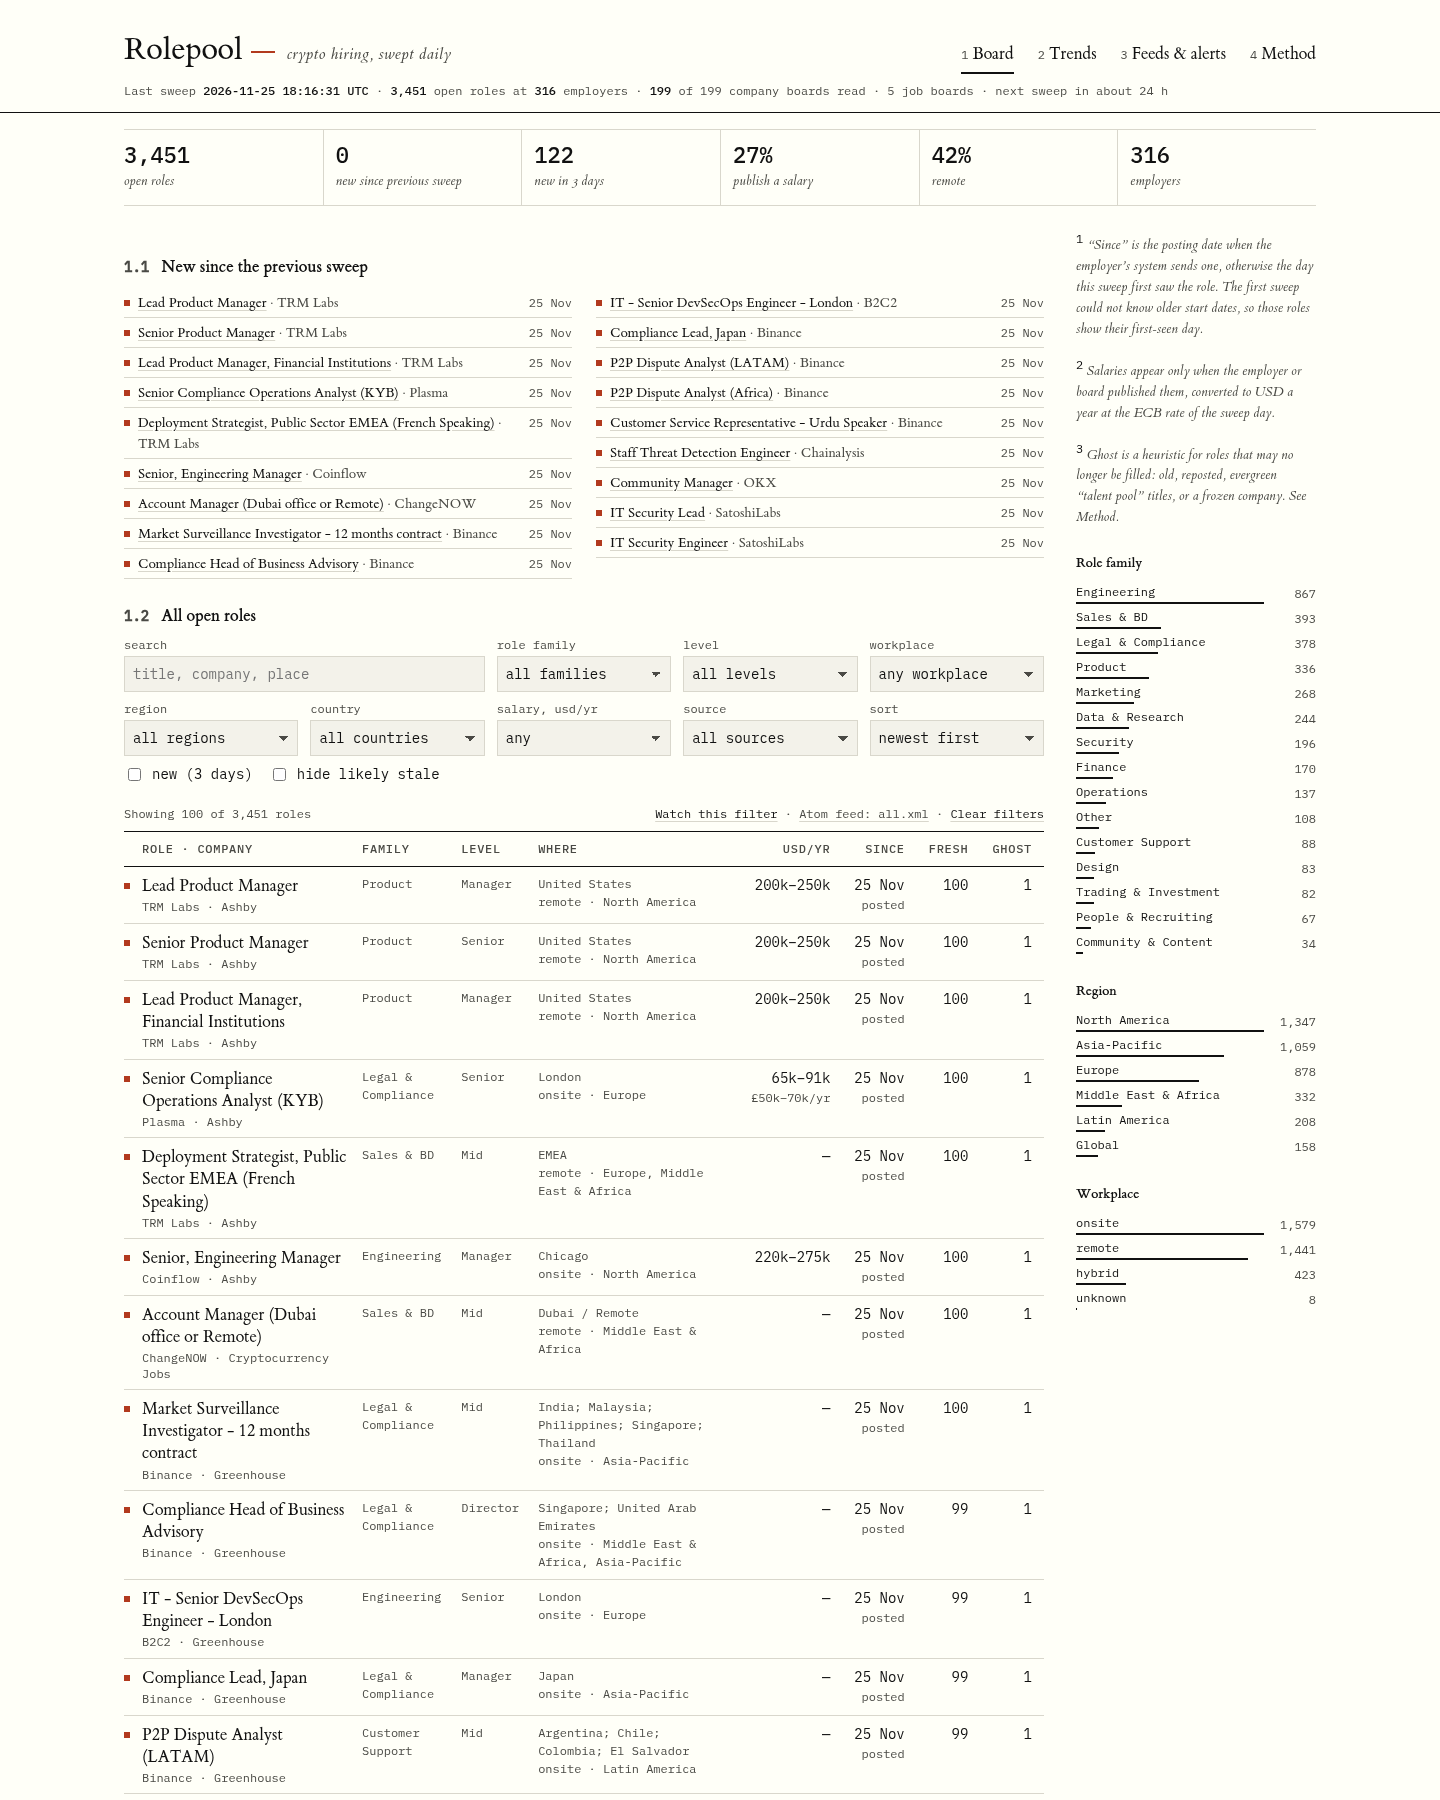 Rolepool — crypto hiring, swept daily
1 Board 2 Trends 3 Feeds & alerts 4 Method
Last sweep 2026-11-25 18:16:31 UTC · 3,451 open roles at 316 employers · 199 of 199 company boards read · 5 job boards · next sweep in about 24 h
3,451
open roles
0
new since previous sweep
122
new in 3 days
27%
publish a salary
42%
remote
316
employers
1.1 New since the previous sweep
Lead Product Manager · TRM Labs 25 Nov
Senior Product Manager · TRM Labs 25 Nov
Lead Product Manager, Financial Institutions · TRM Labs 25 Nov
Senior Compliance Operations Analyst (KYB) · Plasma 25 Nov
Deployment Strategist, Public Sector EMEA (French Speaking) · 25 Nov
TRM Labs
Senior, Engineering Manager · Coinflow 25 Nov
Account Manager (Dubai office or Remote) · ChangeNOW 25 Nov
Market Surveillance Investigator - 12 months contract · Binance 25 Nov
Compliance Head of Business Advisory · Binance 25 Nov
IT - Senior DevSecOps Engineer - London · B2C2 25 Nov
Compliance Lead, Japan · Binance 25 Nov
P2P Dispute Analyst (LATAM) · Binance 25 Nov
P2P Dispute Analyst (Africa) · Binance 25 Nov
Customer Service Representative - Urdu Speaker · Binance 25 Nov
Staff Threat Detection Engineer · Chainalysis 25 Nov
Community Manager · OKX 25 Nov
IT Security Lead · SatoshiLabs 25 Nov
IT Security Engineer · SatoshiLabs 25 Nov
1.2 All open roles
search
title, company, place
role family
all families
level
all levels
workplace
any workplace
region
all regions
country
all countries
salary, usd/yr
any
source
all sources
sort
newest first
new (3 days) hide likely stale
Showing 100 of 3,451 roles Watch this filter · Atom feed: all.xml · Clear filters
ROLE · COMPANY FAMILY LEVEL WHERE USD/YR SINCE FRESH GHOST
Lead Product Manager Product Manager United States 200k–250k 25 Nov 100 1
TRM Labs · Ashby remote · North America posted
Senior Product Manager Product Senior United States 200k–250k 25 Nov 100 1
TRM Labs · Ashby remote · North America posted
Lead Product Manager, Product Manager United States 200k–250k 25 Nov 100 1
Financial Institutions remote · North America posted
TRM Labs · Ashby
Senior Compliance Legal & Senior London 65k–91k 25 Nov 100 1
Operations Analyst (KYB) Compliance onsite · Europe £50k–70k/yr posted
Plasma · Ashby
Deployment Strategist, Public Sales & BD Mid EMEA — 25 Nov 100 1
Sector EMEA (French remote · Europe, Middle posted
Speaking) East & Africa
TRM Labs · Ashby
Senior, Engineering Manager Engineering Manager Chicago 220k–275k 25 Nov 100 1
Coinflow · Ashby onsite · North America posted
Account Manager (Dubai Sales & BD Mid Dubai / Remote — 25 Nov 100 1
office or Remote) remote · Middle East & posted
ChangeNOW · Cryptocurrency Africa
Jobs
Market Surveillance Legal & Mid India; Malaysia; — 25 Nov 100 1
Investigator - 12 months Compliance Philippines; Singapore; posted
contract Thailand
Binance · Greenhouse onsite · Asia-Pacific
Compliance Head of Business Legal & Director Singapore; United Arab — 25 Nov 99 1
Advisory Compliance Emirates posted
Binance · Greenhouse onsite · Middle East &
Africa, Asia-Pacific
IT - Senior DevSecOps Engineering Senior London — 25 Nov 99 1
Engineer - London onsite · Europe posted
B2C2 · Greenhouse
Compliance Lead, Japan Legal & Manager Japan — 25 Nov 99 1
Binance · Greenhouse Compliance onsite · Asia-Pacific posted
P2P Dispute Analyst Customer Mid Argentina; Chile; — 25 Nov 99 1
(LATAM) Support Colombia; El Salvador posted
Binance · Greenhouse onsite · Latin America
1 “Since” is the posting date when the
employer’s system sends one, otherwise the day
this sweep first saw the role. The first sweep
could not know older start dates, so those roles
show their first-seen day.
2 Salaries appear only when the employer or
board published them, converted to USD a
year at the ECB rate of the sweep day.
3 Ghost is a heuristic for roles that may no
longer be filled: old, reposted, evergreen
“talent pool” titles, or a frozen company. See
Method.
Role family
Engineering 867
Sales & BD 393
Legal & Compliance 378
Product 336
Marketing 268
Data & Research 244
Security 196
Finance 170
Operations 137
Other 108
Customer Support 88
Design 83
Trading & Investment 82
People & Recruiting 67
Community & Content 34
Region
North America 1,347
Asia-Pacific 1,059
Europe 878
Middle East & Africa 332
Latin America 208
Global 158
Workplace
onsite 1,579
remote 1,441
hybrid 423
unknown 8